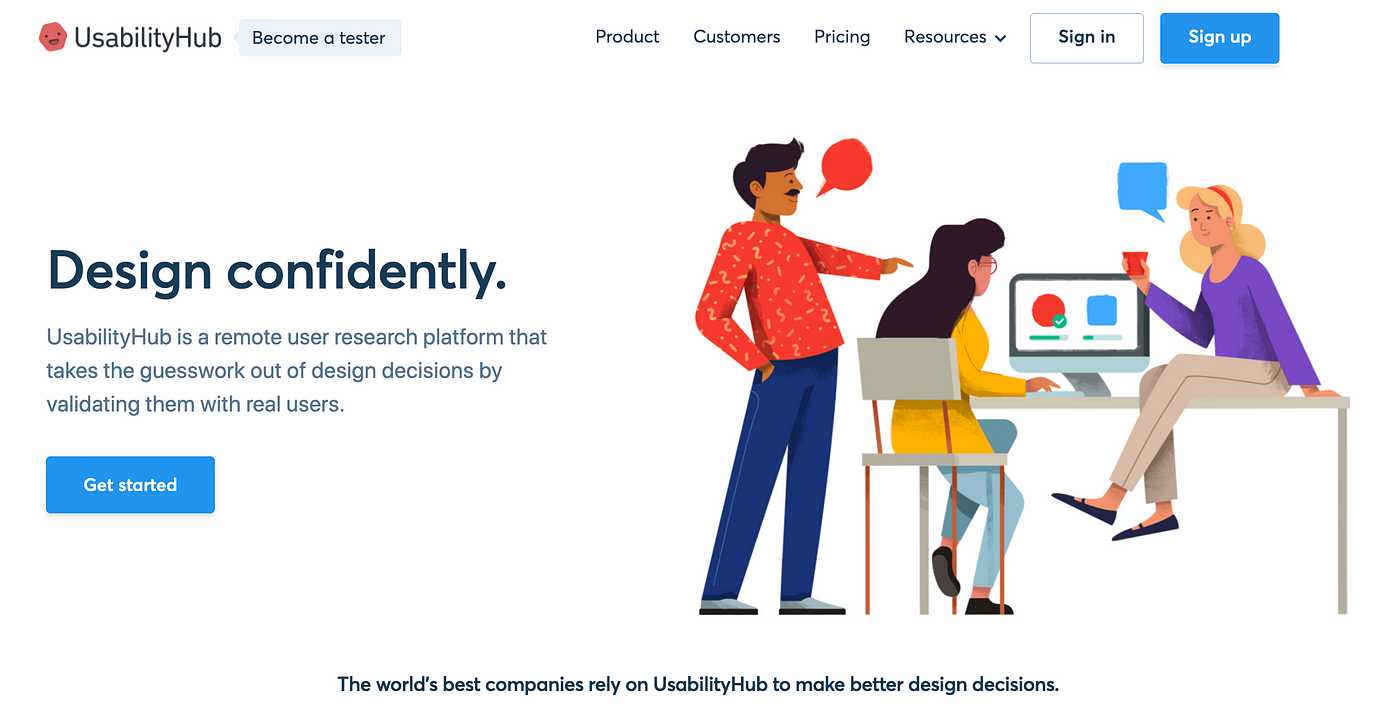 UsabilityHub
Become a tester
Product
Customers
Pricing
Resources
Sign in
Sign up
Design confidently.
UsabilityHub is a remote user research platform that
takes the guesswork out of design decisions by
validating them with real users.
Get started
The world's best companies rely on UsabilityHub to make better design decisions.